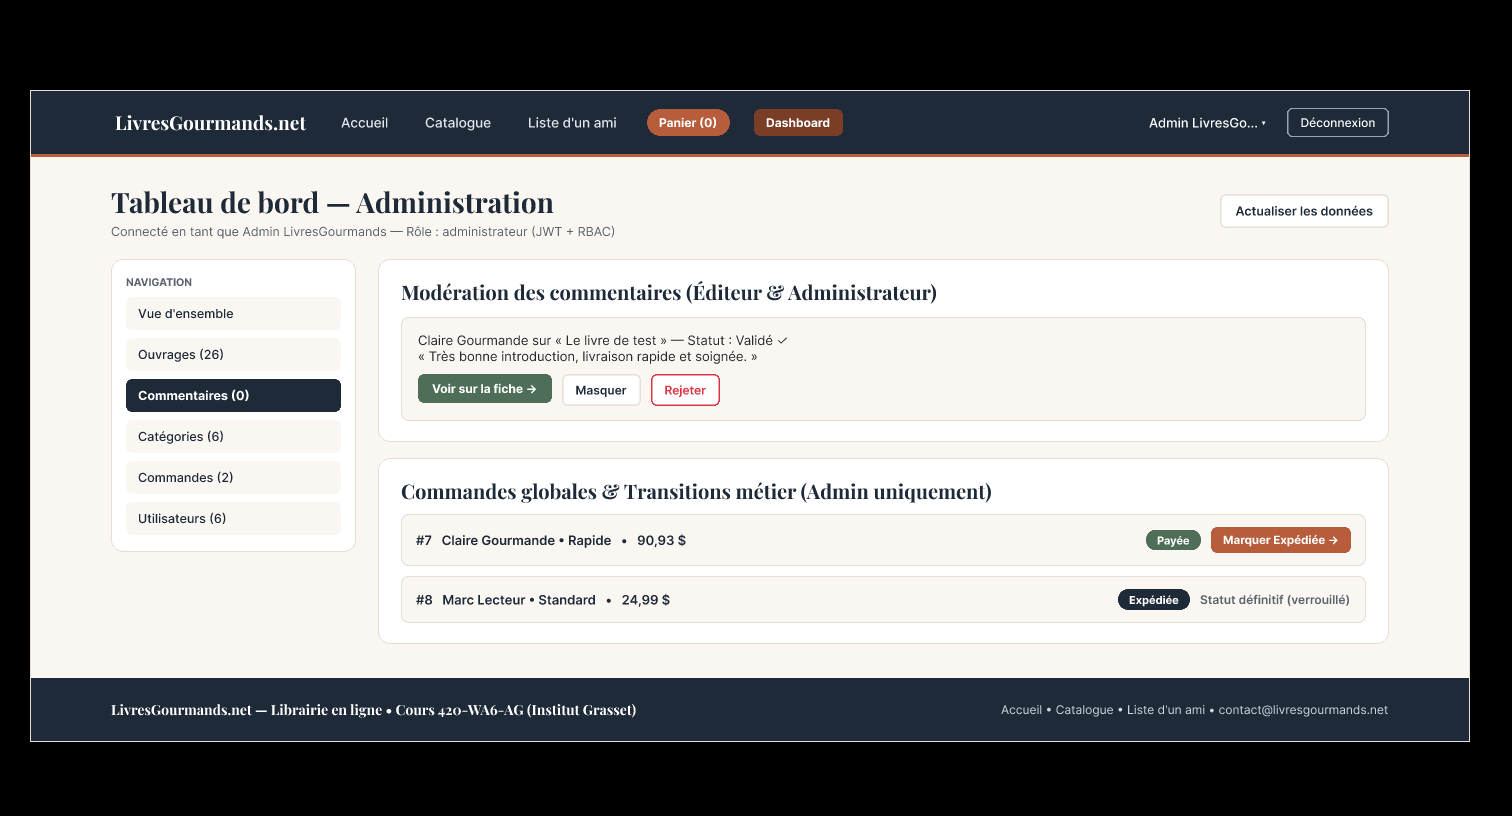 LivresGourmands.net Accueil Catalogue Liste d'un ami Panier (0) Dashboard Admin LivresGo... ▾ Déconnexion
Tableau de bord — Administration
Actualiser les données
Connecté en tant que Admin LivresGourmands — Rôle : administrateur (JWT + RBAC)
NAVIGATION
Vue d'ensemble
Ouvrages (26)
Commentaires (0)
Catégories (6)
Commandes (2)
Utilisateurs (6)
Modération des commentaires (Éditeur & Administrateur)
Claire Gourmande sur « Le livre de test » — Statut : Validé ✓
« Très bonne introduction, livraison rapide et soignée. »
Voir sur la fiche → Masquer Rejeter
Commandes globales & Transitions métier (Admin uniquement)
#7 Claire Gourmande • Rapide • 90,93 $ Payée Marquer Expédiée →
#8 Marc Lecteur • Standard • 24,99 $ Expédiée Statut définitif (verrouillé)
LivresGourmands.net — Librairie en ligne • Cours 420-WA6-AG (Institut Grasset)
Accueil • Catalogue • Liste d'un ami • contact@livresgourmands.net